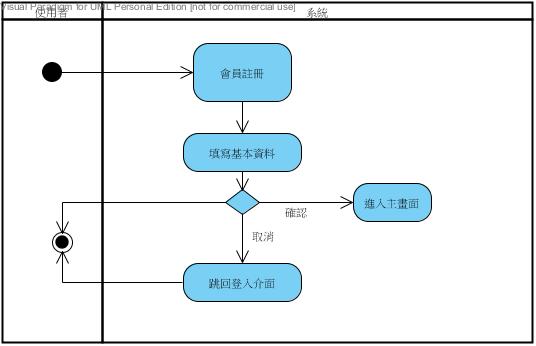 Visual Paradigm for UML Personal Edition [not for commercial use]
使用者
系統
會員註冊
填寫基本資料
確認
進入主畫面
取消
跳回登入介面